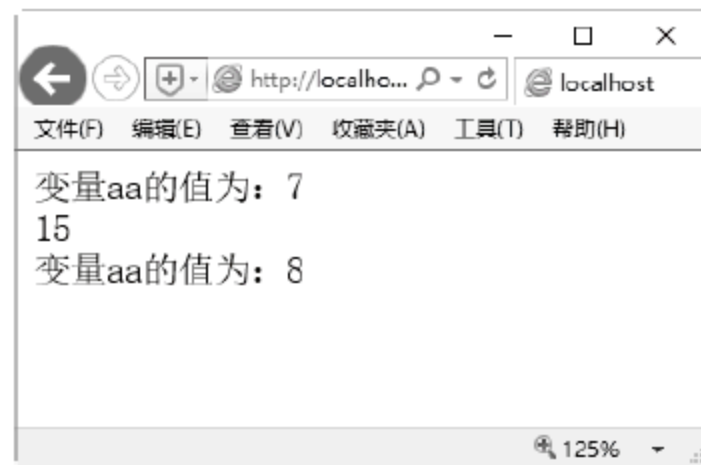 http://localho...
localhost
文件(F) 编辑(E) 查看(V) 收藏夹(A) 工具(T) 帮助(H)
变量aa的值为：7
15
变量aa的值为：8
125%